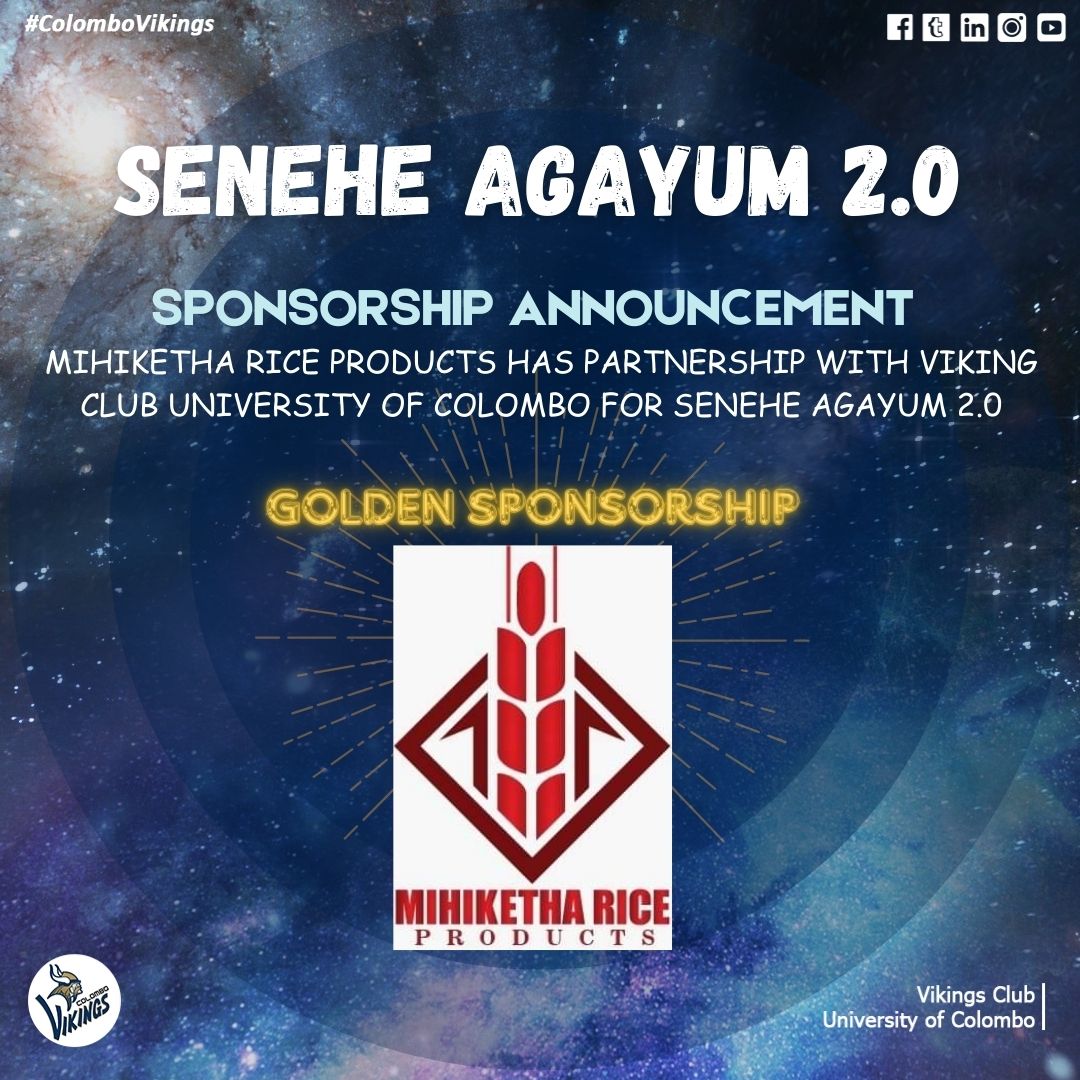 #ColomboVikings
SENEHE AGAYUM 2.0
SPONSORSHIP ANNOUNCEMENT
MIHIKETHA RICE PRODUCTS HAS PARTNERSHIP WITH VIKING
CLUB UNIVERSITY OF COLOMBO FOR SENEHE AGAYUM 2.0
GOLDEN SPONSORSHIP
MIHIKETHA RICE
PRODUCTS
COLOMBO
VIKINGS
Vikings Club
University of Colombo